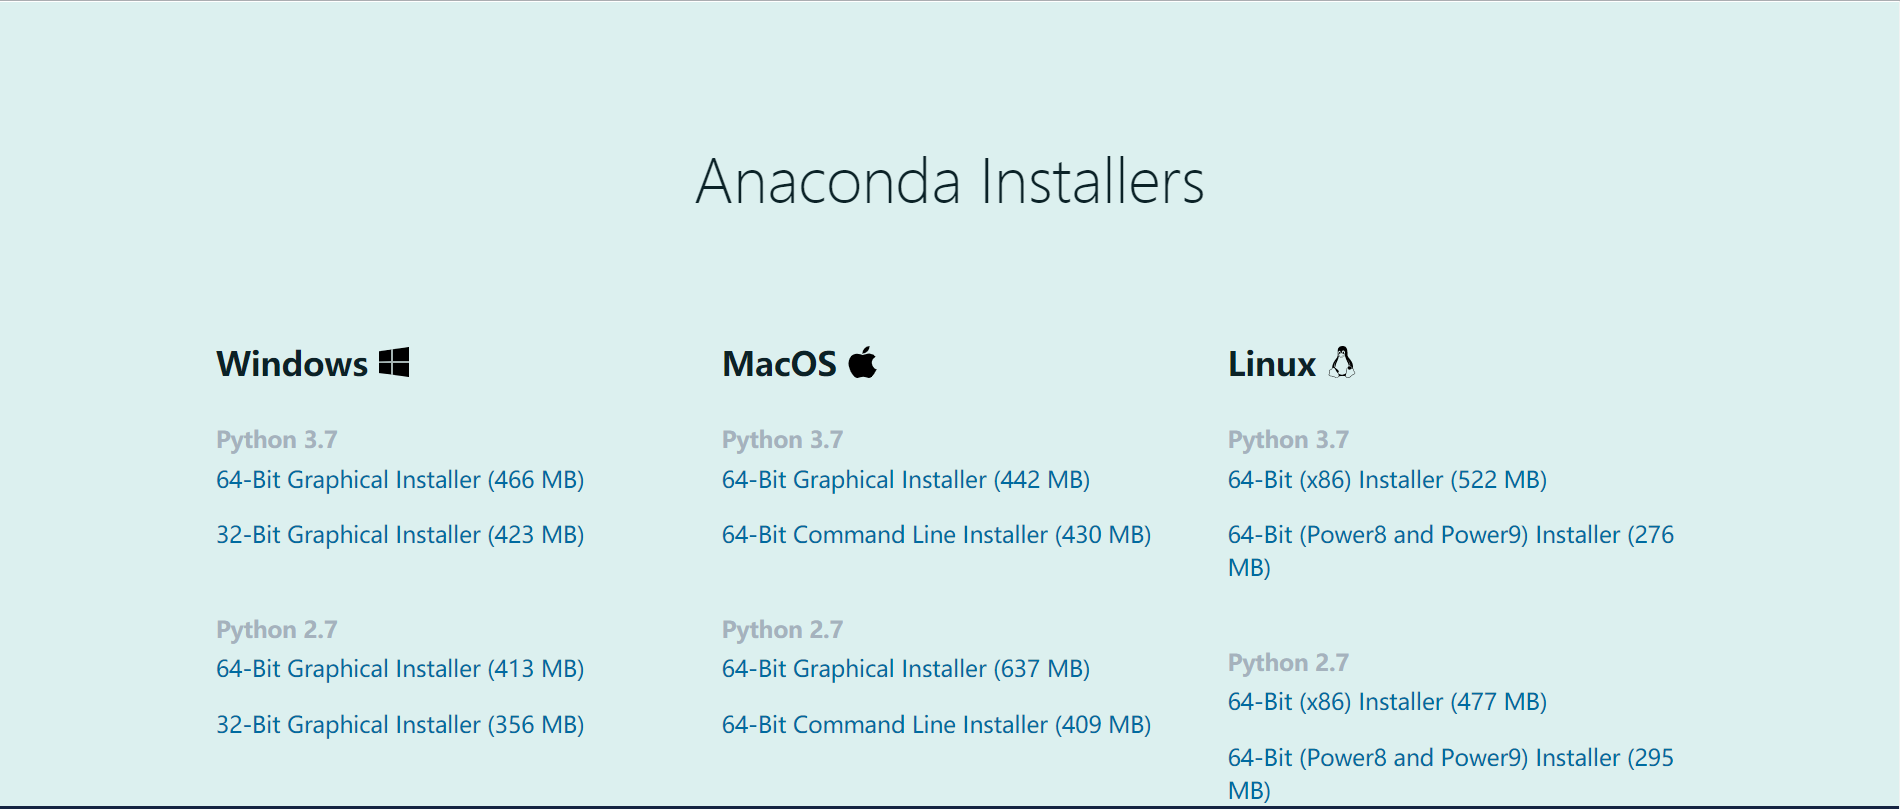 Anaconda Installers
Windows
Python 3.7
64-Bit Graphical Installer (466 MB)
32-Bit Graphical Installer (423 MB)
Python 2.7
64-Bit Graphical Installer (413 MB)
32-Bit Graphical Installer (356 MB)
MacOS
Python 3.7
64-Bit Graphical Installer (442 MB)
64-Bit Command Line Installer (430 MB)
Python 2.7
64-Bit Graphical Installer (637 MB)
64-Bit Command Line Installer (409 MB)
Linux
Python 3.7
64-Bit (x86) Installer (522 MB)
64-Bit (Power8 and Power9) Installer (276
MB)
Python 2.7
64-Bit (x86) Installer (477 MB)
64-Bit (Power8 and Power9) Installer (295
MB)